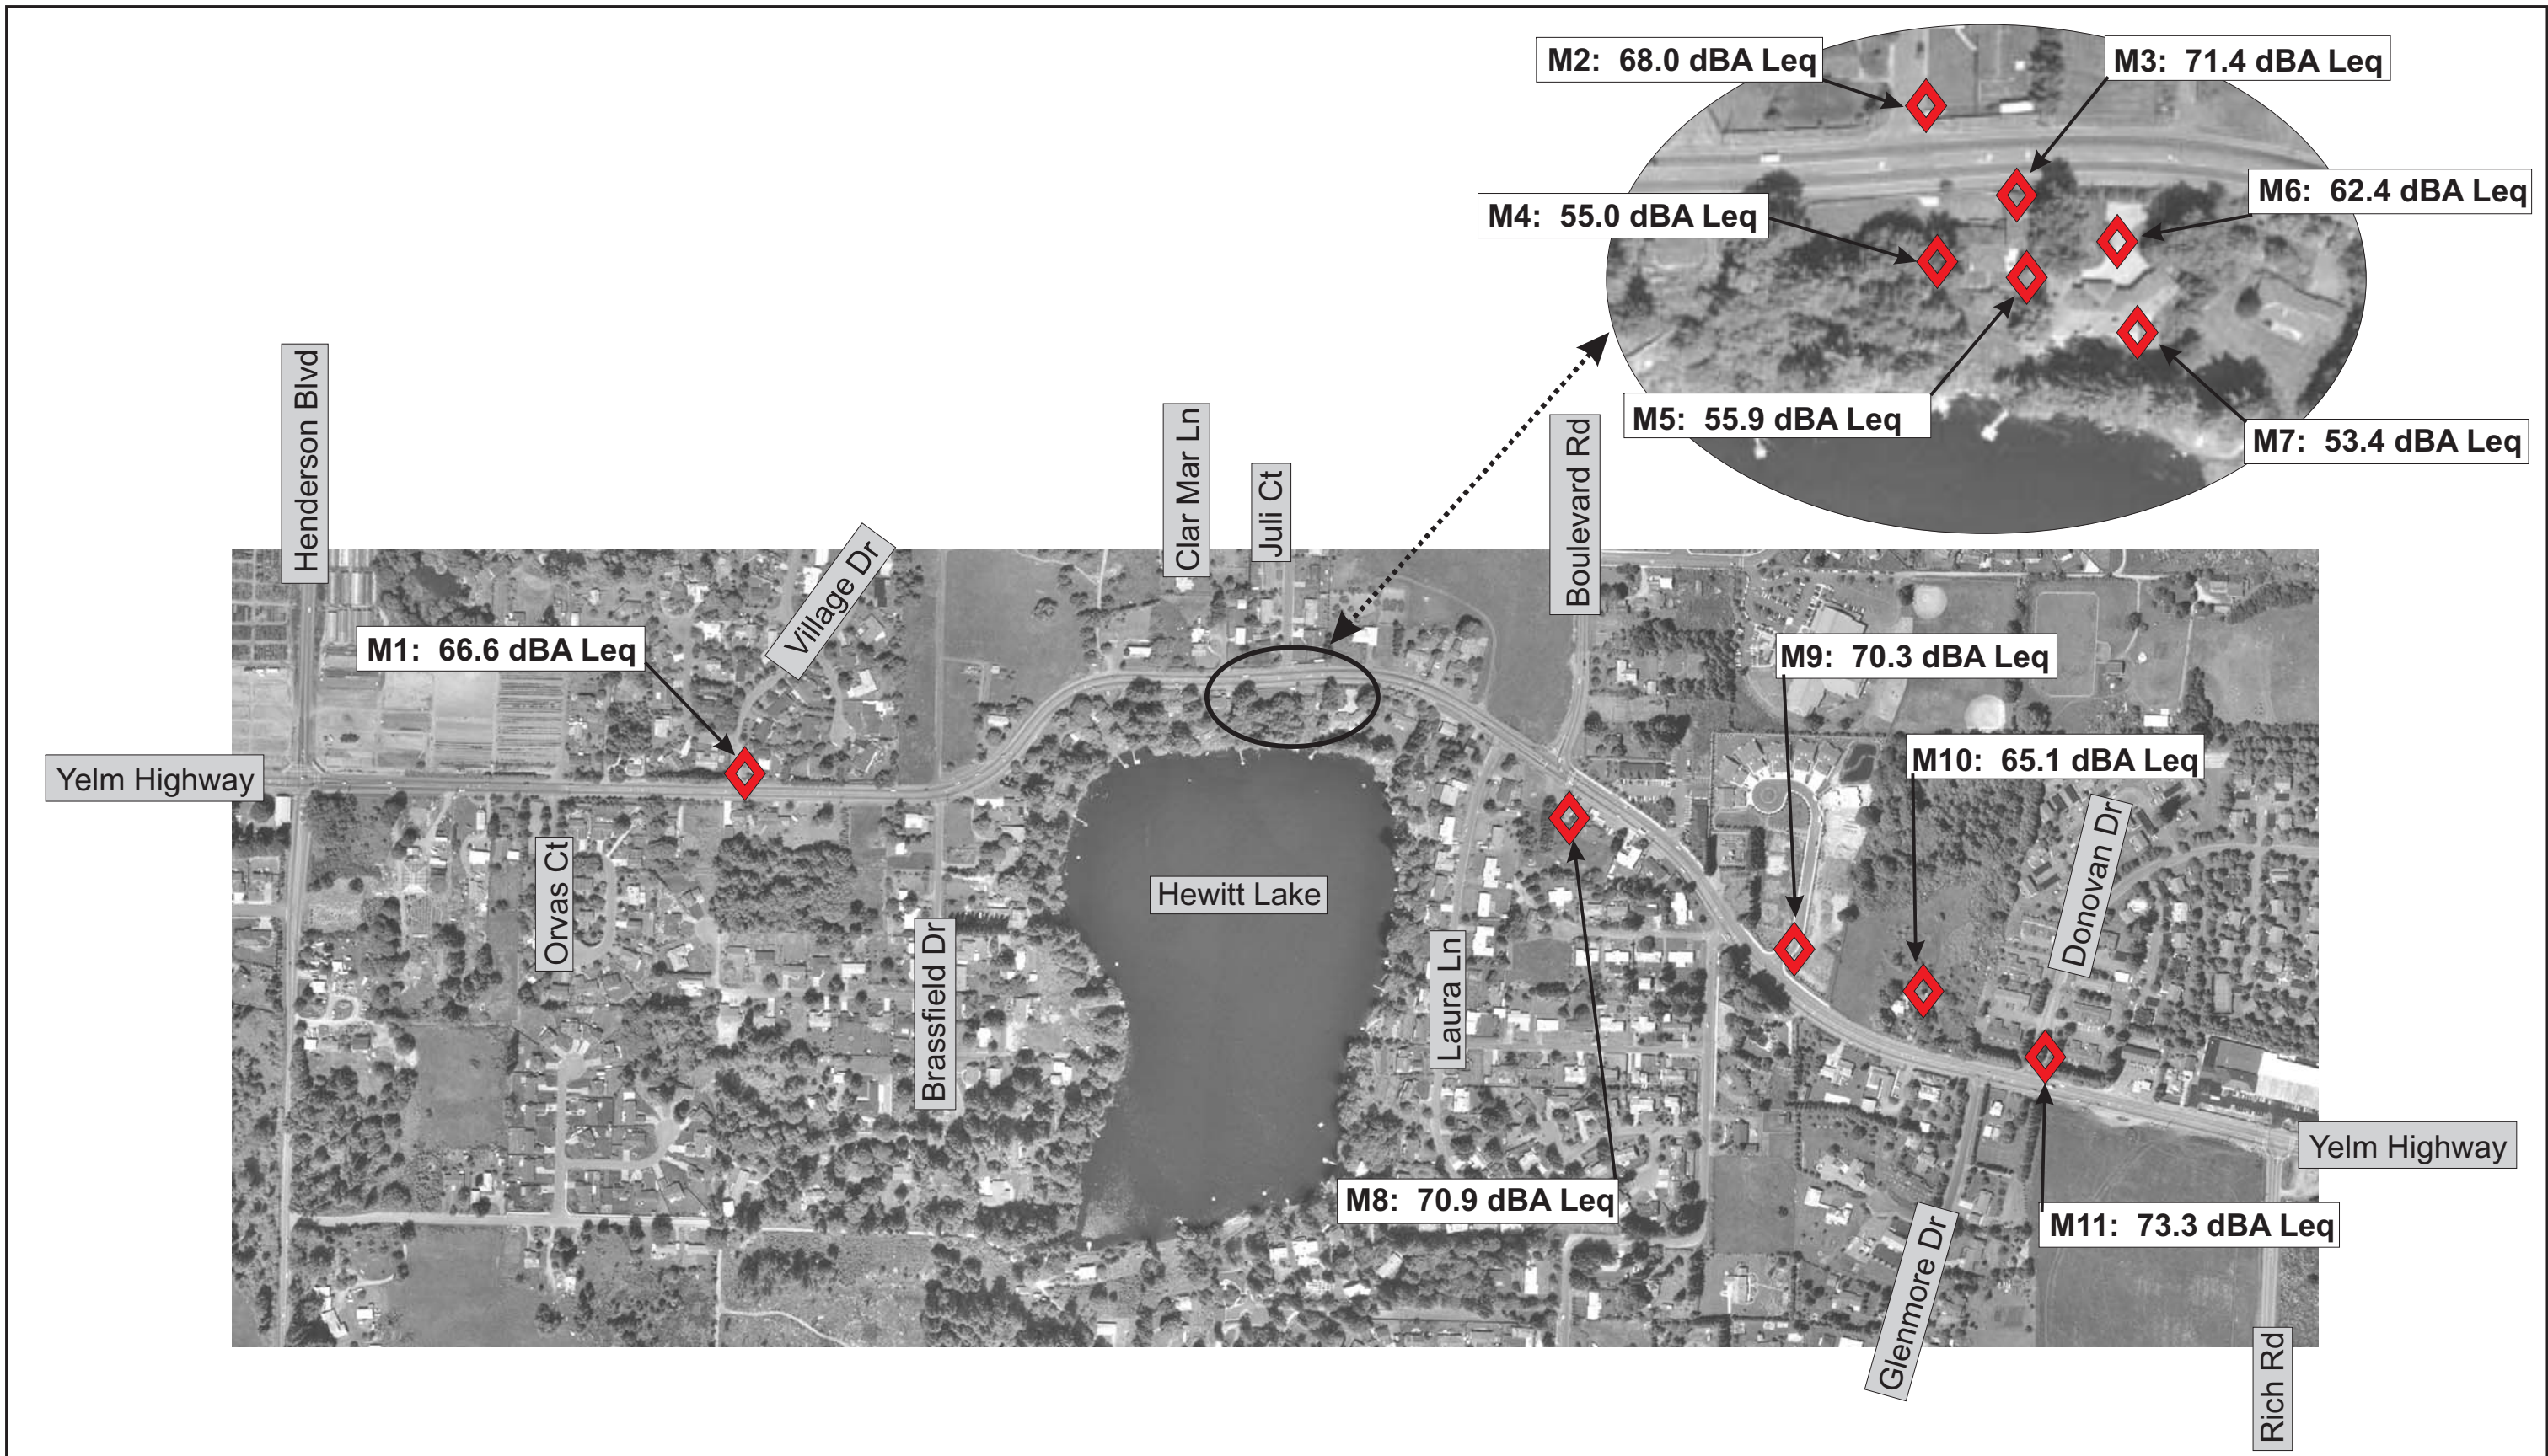 M2:  68.0 dBA Leq
M3:  71.4 dBA Leq
M4:  55.0 dBA Leq
M6:  62.4 dBA Leq
M5:  55.9 dBA Leq
M7:  53.4 dBA Leq
Henderson Blvd
Clar Mar Ln
Juli Ct
Boulevard Rd
Village Dr
M1:  66.6 dBA Leq
M9:  70.3 dBA Leq
M10:  65.1 dBA Leq
Yelm Highway
Orvas Ct
Hewitt Lake
Donovan Dr
Brassfield Dr
Laura Ln
Yelm Highway
M8:  70.9 dBA Leq
M11:  73.3 dBA Leq
Glenmore Dr
Rich Rd